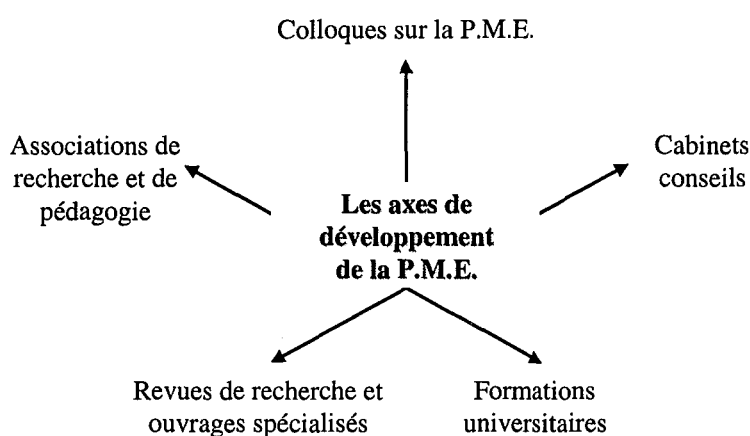 Colloques sur la P.M.E.
Associations de
recherche et de
pédagogie
Cabinets
conseils
Les axes de
développement
de la P.M.E.
Revues de recherche et
ouvrages spécialisés
Formations
universitaires